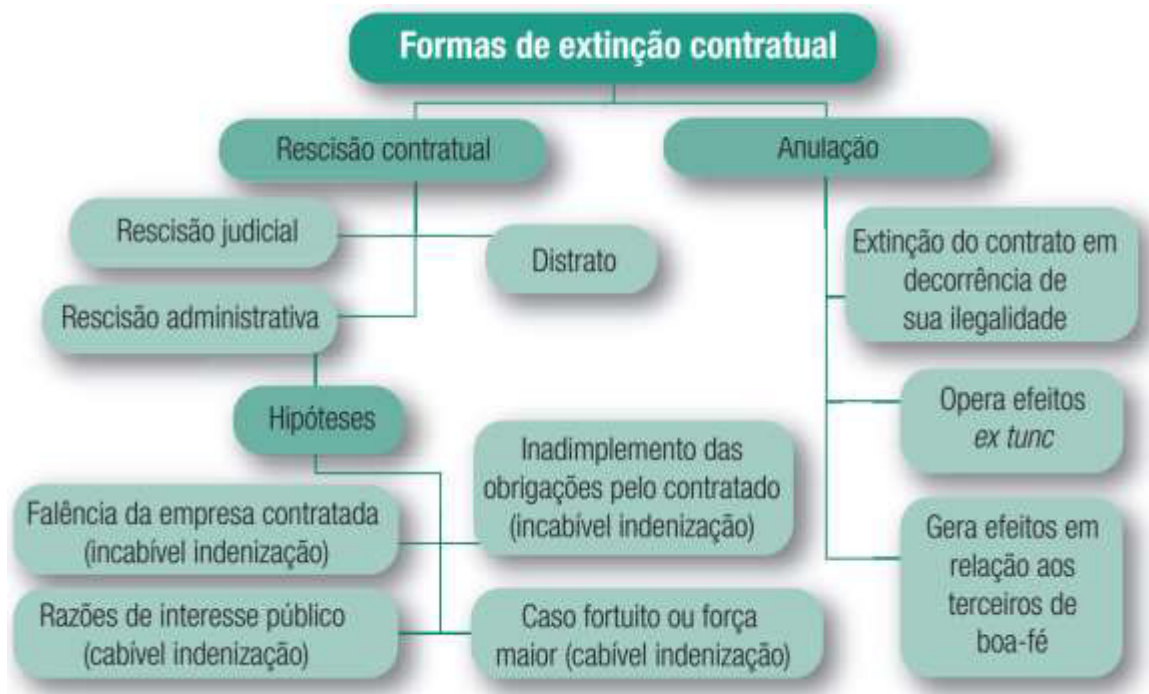 Formas de extinção contratual
Rescisão contratual
Anulação
Rescisão judicial
Distrato
Rescisão administrativa
Hipóteses
Falência da empresa contratada
(incabível indenização)
Inadimplemento das
obrigações pelo contratado
(incabível indenização)
Razões de interesse público
(cabível indenização)
Caso fortuito ou força
maior (cabível indenização)
Extinção do contrato em
decorrência de
sua ilegalidade
Opera efeitos
ex tunc
Gera efeitos em
relação aos
terceiros de
boa-fé